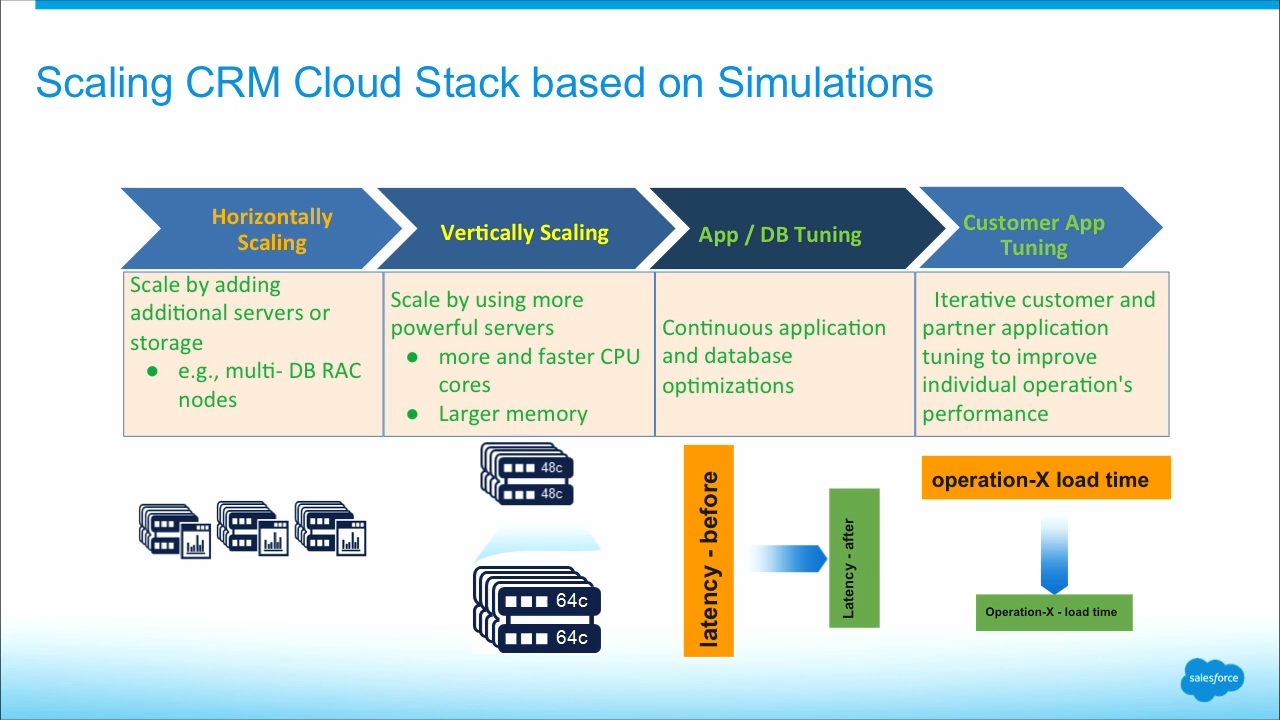 Scaling CRM Cloud Stack based on Simulations
Horizontally
Scaling
Vertically Scaling
App / DB Tuning
Customer App
Tuning
Scale by adding
additional servers or
storage
● e.g., multi- DB RAC
nodes
Scale by using more
powerful servers
● more and faster CPU
cores
● Larger memory
Continuous application
and database
optimizations
Iterative customer and
partner application
tuning to improve
individual operation's
performance
48c
48c
64c
64c
latency - before
Latency - after
operation-X load time
Operation-X - load time
salesforce